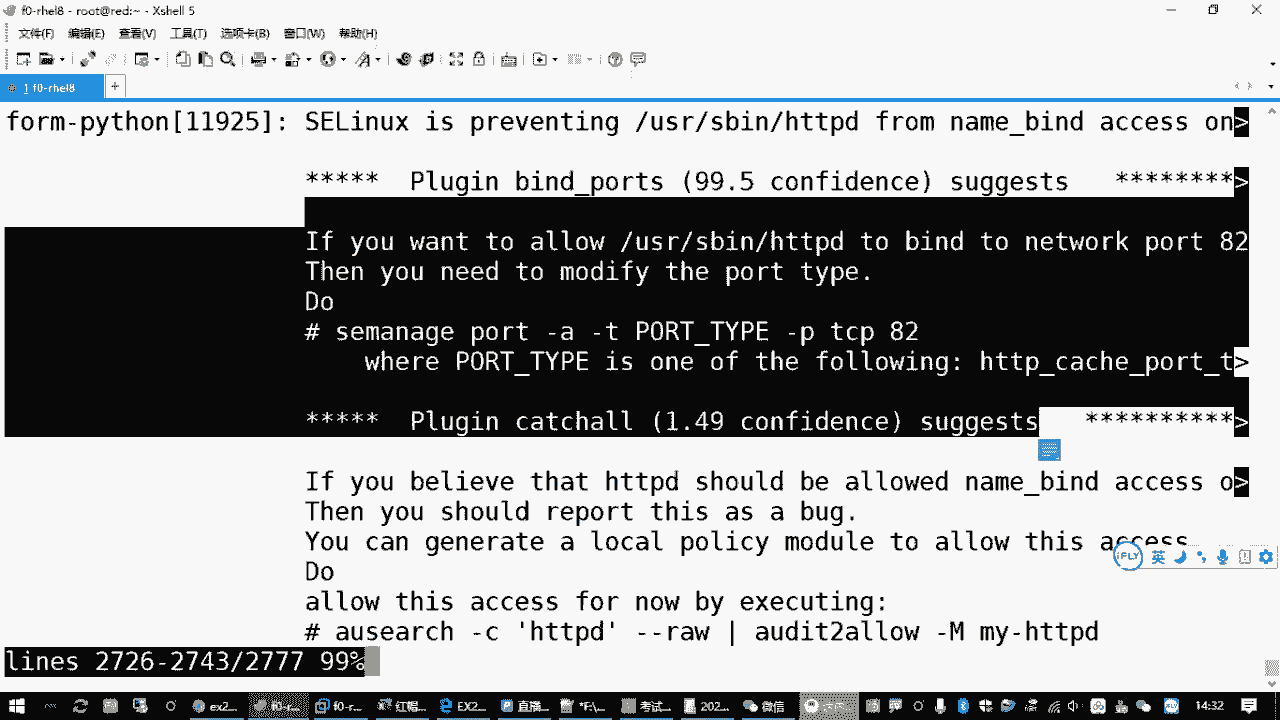 f0-rhel8 - root@red:~ - Xshell 5
文件(F) 编辑(E) 查看(V) 工具(T) 选项卡(B) 窗口(W) 帮助(H)
1 f0-rhel8
form-python[11925]: SELinux is preventing /usr/sbin/httpd from name_bind access on>
***** Plugin bind_ports (99.5 confidence) suggests ********>
If you want to allow /usr/sbin/httpd to bind to network port 82
Then you need to modify the port type.
Do
# semanage port -a -t PORT_TYPE -p tcp 82
where PORT_TYPE is one of the following: http_cache_port_t>
***** Plugin catchall (1.49 confidence) suggests **********>
If you believe that httpd should be allowed name_bind access o>
Then you should report this as a bug.
You can generate a local policy module to allow this access.
Do
allow this access for now by executing:
# ausearch -c 'httpd' --raw | audit2allow -M my-httpd
lines 2726-2743/2777 99%
iFLY 英
ex2... f0-r... f0-r... 红帽... EX2... 直播... *F:\... 考试... 202... 微信 14:32